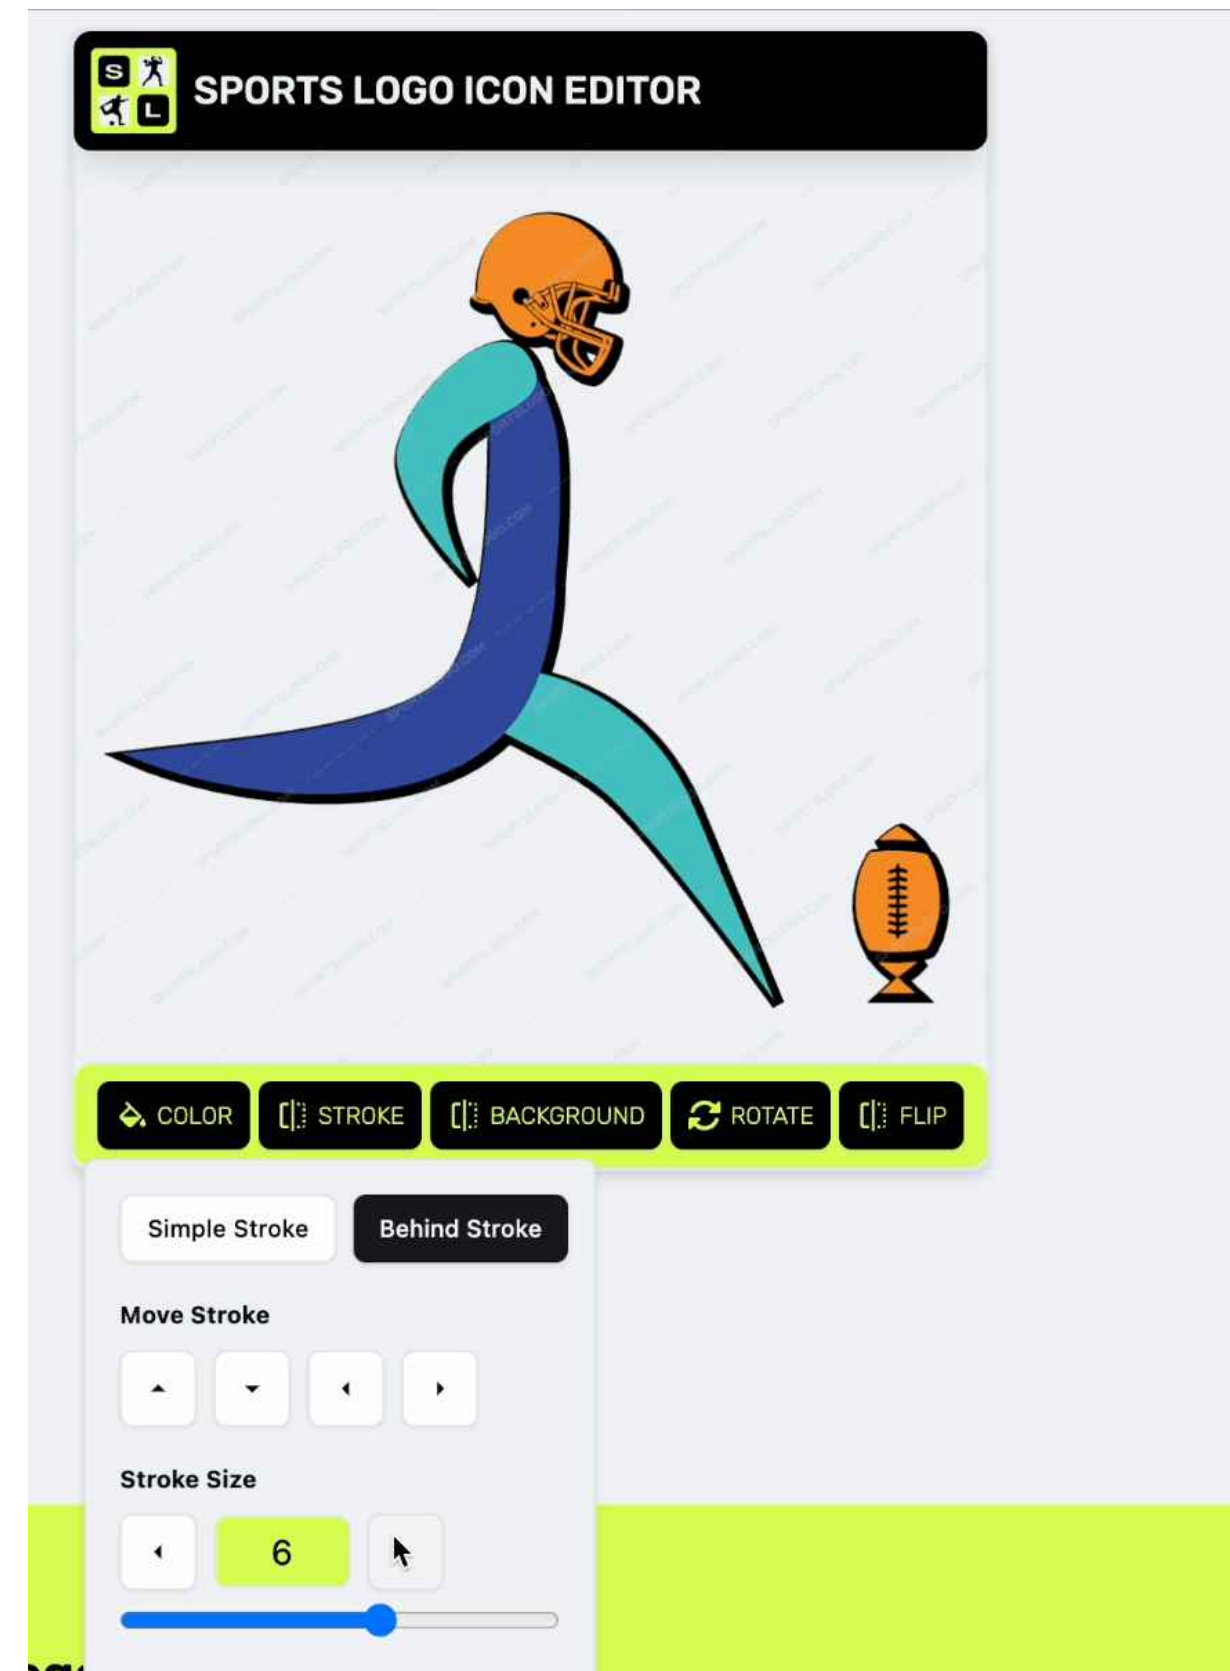 S
L
SPORTS LOGO ICON EDITOR
COLOR STROKE BACKGROUND ROTATE FLIP
Simple Stroke Behind Stroke
Move Stroke
Stroke Size
6